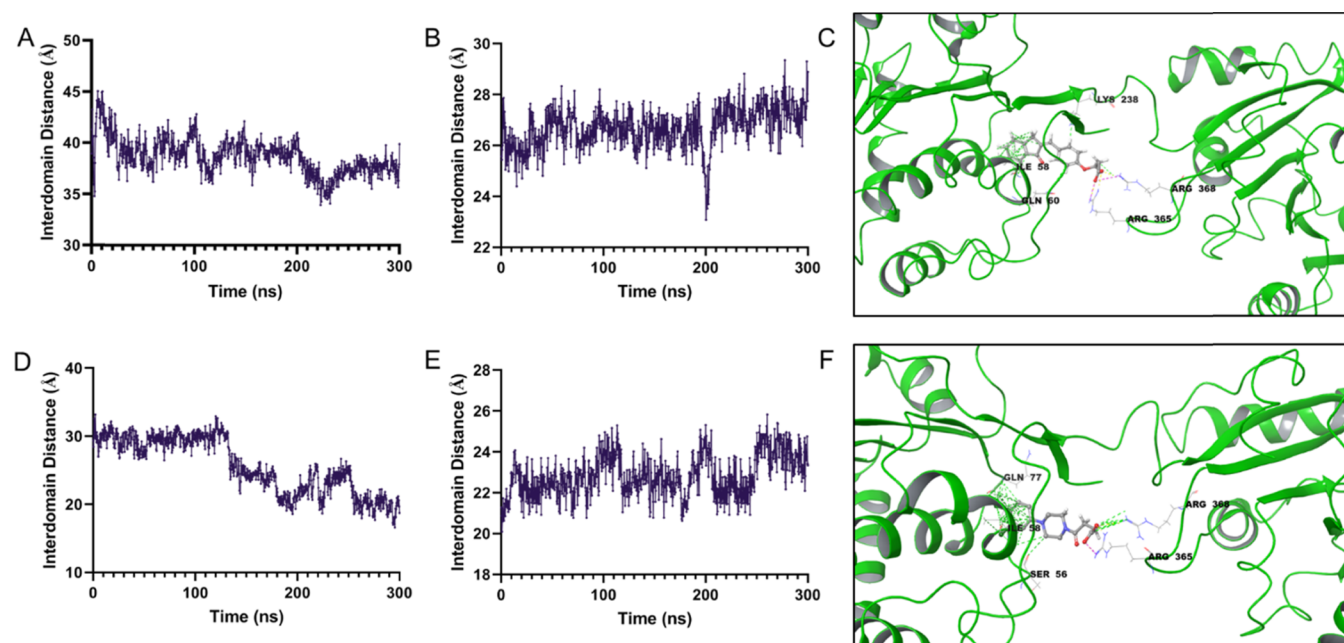 A
Interdomain Distance (Å)
50
45
40
35
30
0
100
200
300
Time (ns)
B
Interdomain Distance (Å)
30
28
26
24
22
0
100
200
300
Time (ns)
C
LYS 238
ILE 58
GLN 60
ARG 368
ARG 365
D
Interdomain Distance (Å)
40
30
20
10
0
100
200
300
Time (ns)
E
Interdomain Distance (Å)
28
26
24
22
20
18
0
100
200
300
Time (ns)
F
GLN 77
ILE 58
ARG 368
ARG 365
SER 56